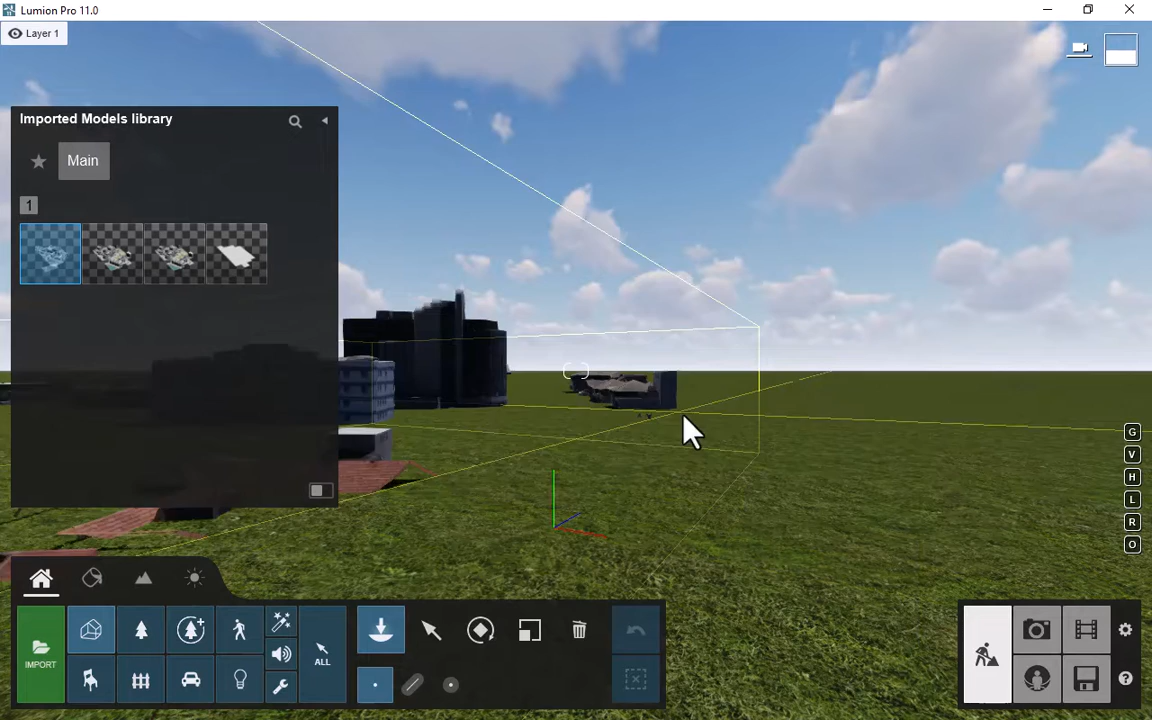 Lumion Pro 11.0
Layer 1
Imported Models library
Main
1
G
V
H
L
R
O
IMPORT
ALL
?